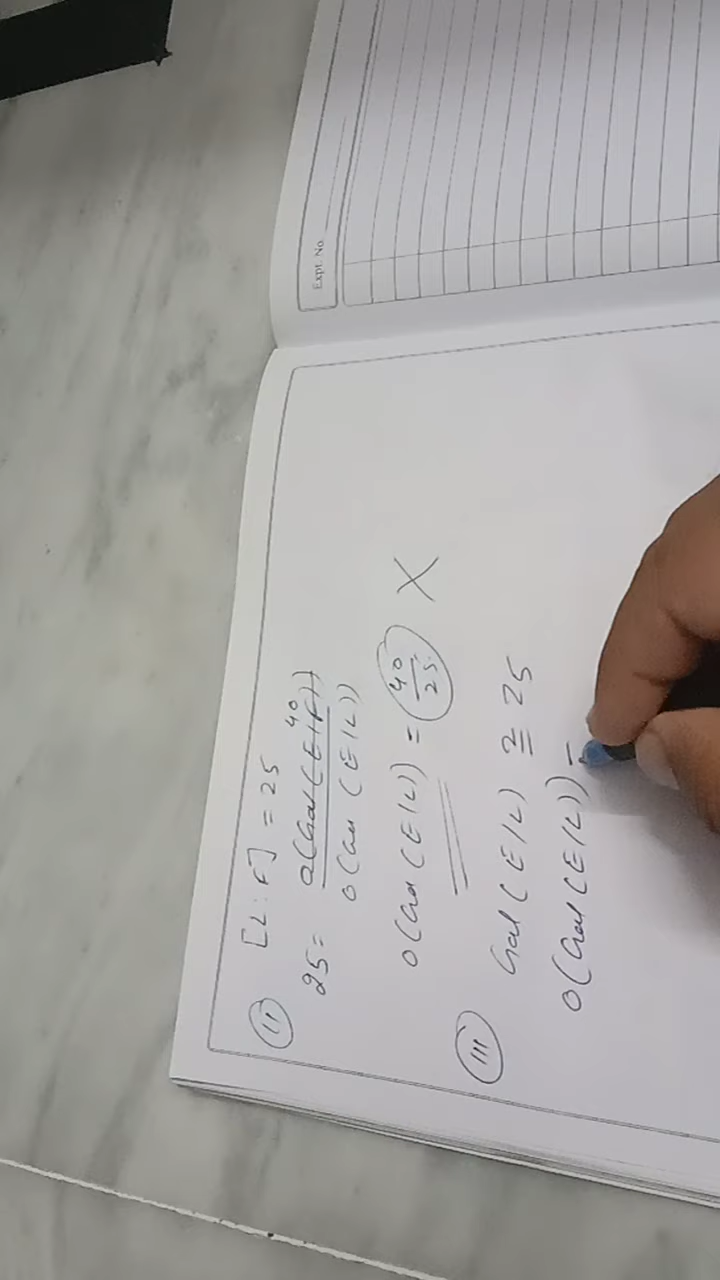 Expt. No.
(ii) [L:F] = 25
25 = o(Gal(E/F)) 40
o(Gal(E/L))
o(Gal(E/L)) = 40/25 X
(iii) Gal(E/L) ≅ Z5
o(Gal(E/L)) =